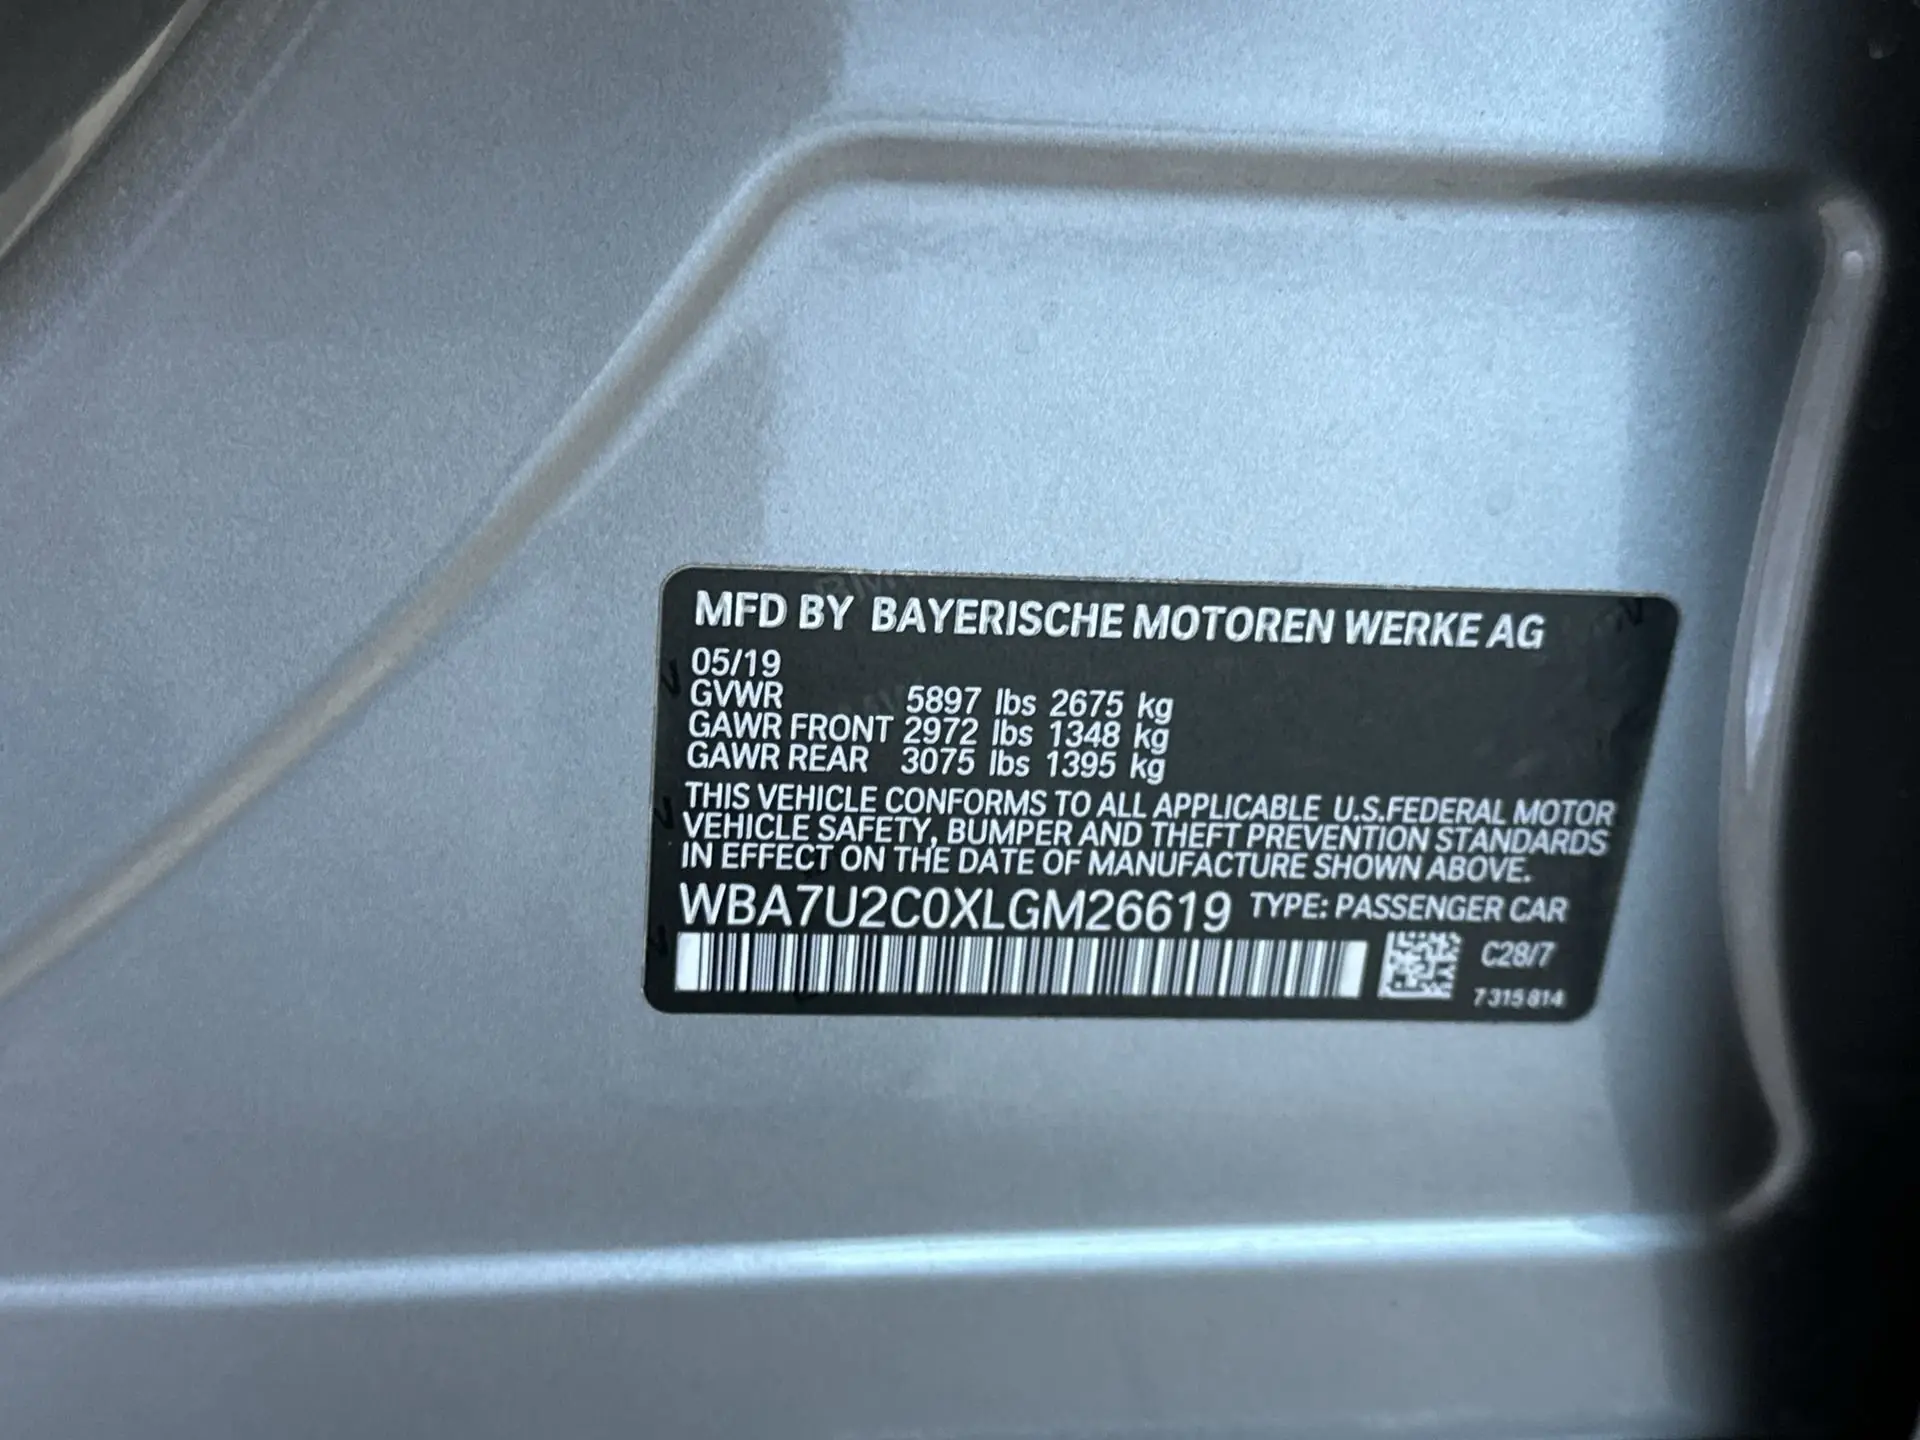 MFD BY BAYERISCHE MOTOREN WERKE AG
05/19
GVWR 5897 lbs 2675 kg
GAWR FRONT 2972 lbs 1348 kg
GAWR REAR 3075 lbs 1395 kg
THIS VEHICLE CONFORMS TO ALL APPLICABLE U.S.FEDERAL MOTOR
VEHICLE SAFETY, BUMPER AND THEFT PREVENTION STANDARDS
IN EFFECT ON THE DATE OF MANUFACTURE SHOWN ABOVE.
WBA7U2C0XLGM26619 TYPE: PASSENGER CAR
C28/7
7 315 814